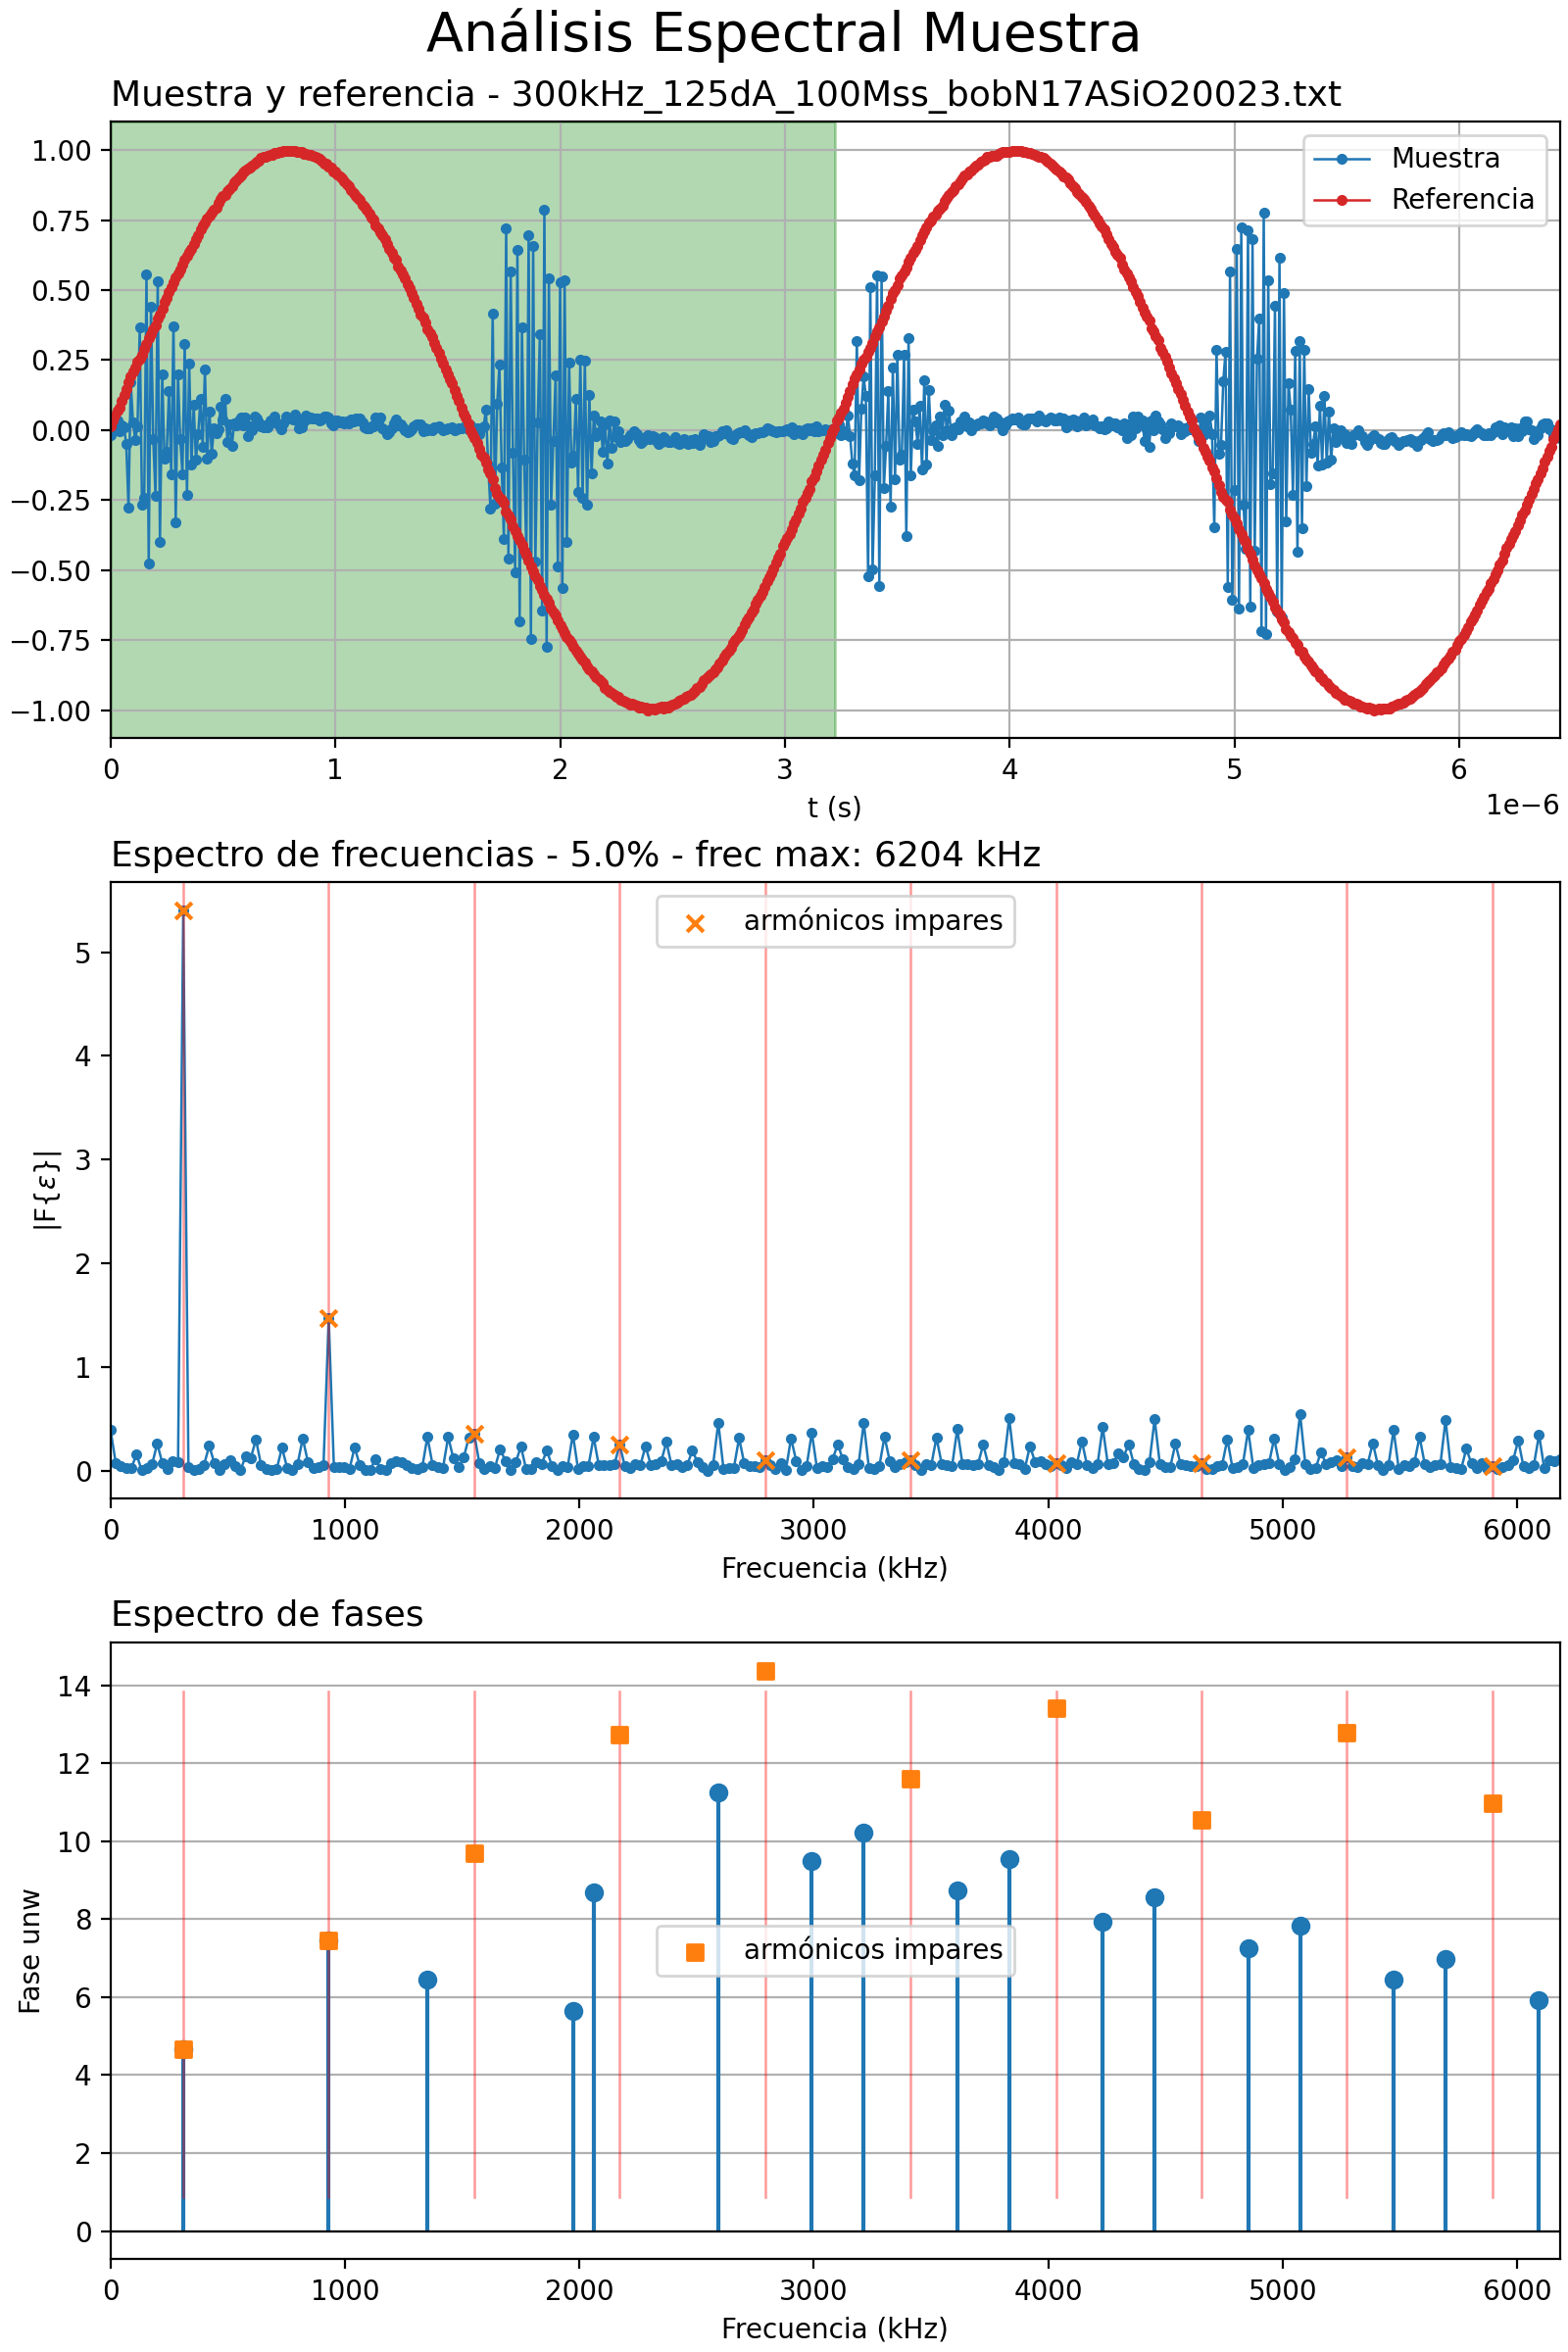 Análisis Espectral Muestra
Muestra y referencia - 300kHz_125dA_100Mss_bobN17ASiO20023.txt
1.00
0.75
0.50
0.25
0.00
−0.25
−0.50
−0.75
−1.00
Muestra
Referencia
0 1 2 3 4 5 6
t (s)
1e−6
Espectro de frecuencias - 5.0% - frec max: 6204 kHz
armónicos impares
5
4
3
2
1
0
|F{ε}|
0 1000 2000 3000 4000 5000 6000
Frecuencia (kHz)
Espectro de fases
14
12
10
8
6
4
2
0
Fase unw
armónicos impares
0 1000 2000 3000 4000 5000 6000
Frecuencia (kHz)